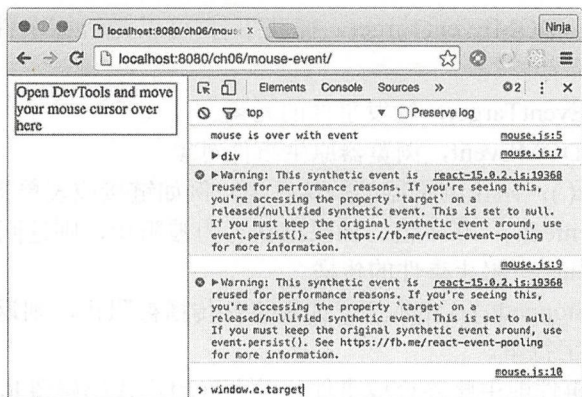 localhost:8080/ch06/mous
Ninja
localhost:8080/ch06/mouse-event/
Open DevTools and move
your mouse cursor over
here
Elements Console Sources » 2
top Preserve log
mouse is over with event mouse.js:5
div mouse.js:7
Warning: This synthetic event is react-15.0.2.js:19368
reused for performance reasons. If you're seeing this,
you're accessing the property `target` on a
released/nullified synthetic event. This is set to null.
If you must keep the original synthetic event around, use
event.persist(). See https://fb.me/react-event-pooling
for more information.
mouse.js:9
Warning: This synthetic event is react-15.0.2.js:19368
reused for performance reasons. If you're seeing this,
you're accessing the property `target` on a
released/nullified synthetic event. This is set to null.
If you must keep the original synthetic event around, use
event.persist(). See https://fb.me/react-event-pooling
for more information.
mouse.js:10
> window.e.target